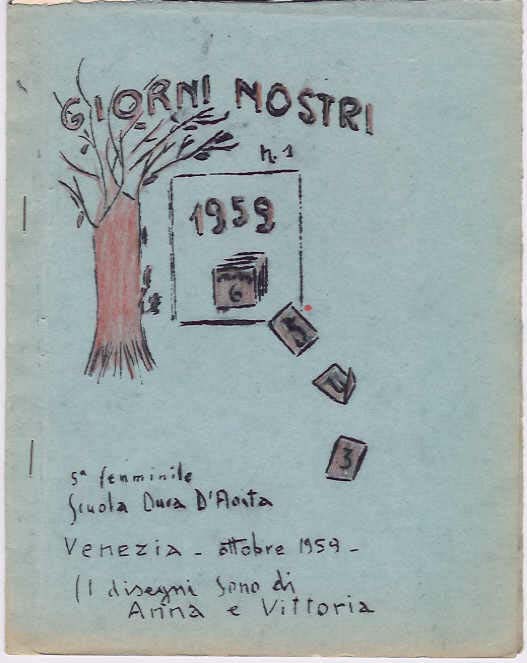 GIORNI NOSTRI
n. 1
1959
6
5
4
3
5ª femminile
Scuola Duca D'Aosta
Venezia - ottobre 1959 -
(I disegni sono di
Anna e Vittoria